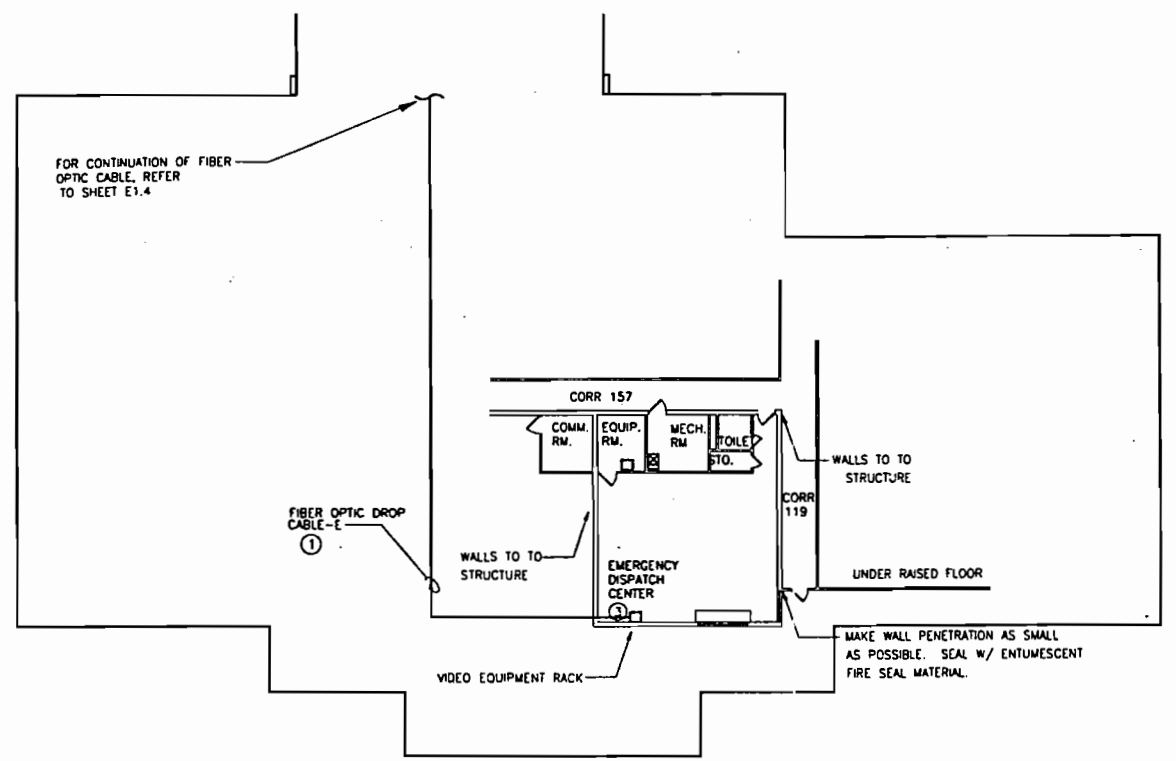 FOR CONTINUATION OF FIBER
OPTIC CABLE, REFER
TO SHEET E1.4
CORR 157
COMM.
RM.
EQUIP.
RM.
MECH.
RM
TOILET
STO.
WALLS TO TO
STRUCTURE
CORR
119
FIBER OPTIC DROP
CABLE-E
1
WALLS TO TO
STRUCTURE
EMERGENCY
DISPATCH
CENTER
3
UNDER RAISED FLOOR
MAKE WALL PENETRATION AS SMALL
AS POSSIBLE. SEAL W/ ENTUMESCENT
FIRE SEAL MATERIAL.
VIDEO EQUIPMENT RACK